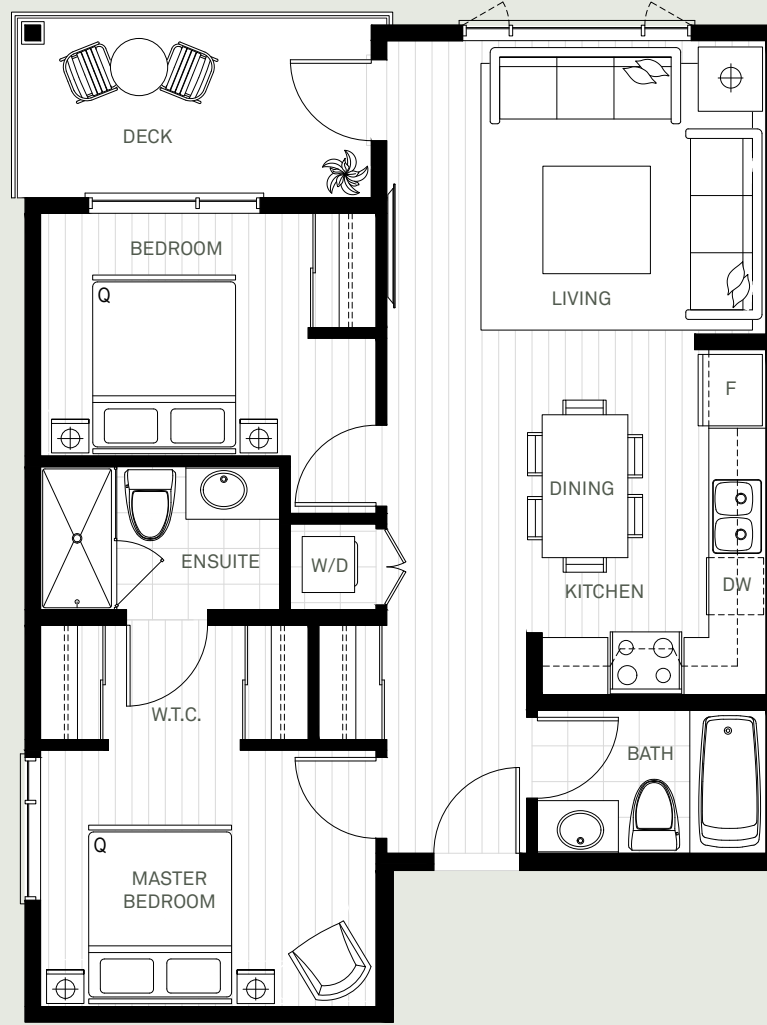 DECK
BEDROOM
Q
LIVING
F
DINING
ENSUITE
W/D
KITCHEN
DW
W.T.C.
BATH
Q
MASTER
BEDROOM